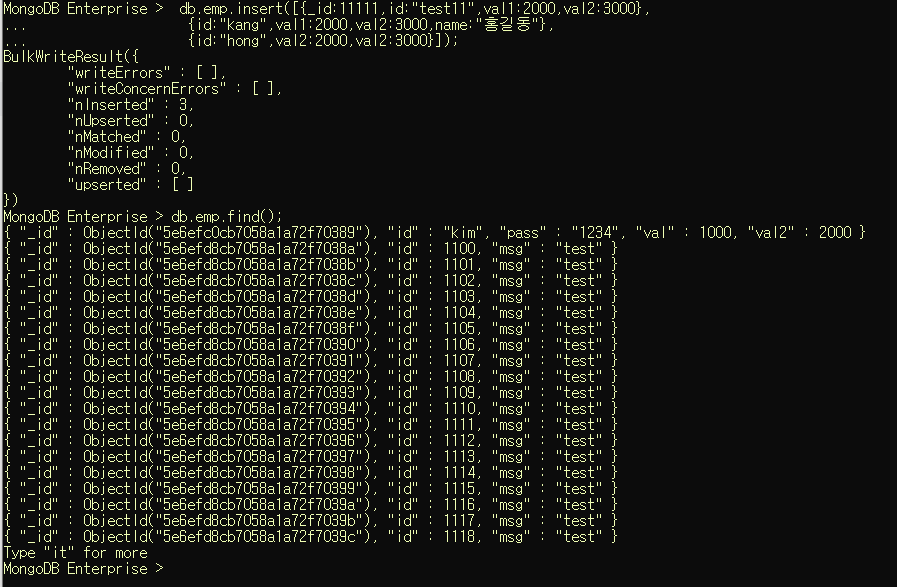 MongoDB Enterprise >  db.emp.insert([{_id:11111,id:"test11",val1:2000,val2:3000},
...                    {id:"kang",val1:2000,val2:3000,name:"홍길동"},
...                    {id:"hong",val2:2000,val2:3000}]);
BulkWriteResult({
        "writeErrors" : [ ],
        "writeConcernErrors" : [ ],
        "nInserted" : 3,
        "nUpserted" : 0,
        "nMatched" : 0,
        "nModified" : 0,
        "nRemoved" : 0,
        "upserted" : [ ]
})
MongoDB Enterprise > db.emp.find();
{ "_id" : ObjectId("5e6efc0cb7058a1a72f70389"), "id" : "kim", "pass" : "1234", "val" : 1000, "val2" : 2000 }
{ "_id" : ObjectId("5e6efd8cb7058a1a72f7038a"), "id" : 1100, "msg" : "test" }
{ "_id" : ObjectId("5e6efd8cb7058a1a72f7038b"), "id" : 1101, "msg" : "test" }
{ "_id" : ObjectId("5e6efd8cb7058a1a72f7038c"), "id" : 1102, "msg" : "test" }
{ "_id" : ObjectId("5e6efd8cb7058a1a72f7038d"), "id" : 1103, "msg" : "test" }
{ "_id" : ObjectId("5e6efd8cb7058a1a72f7038e"), "id" : 1104, "msg" : "test" }
{ "_id" : ObjectId("5e6efd8cb7058a1a72f7038f"), "id" : 1105, "msg" : "test" }
{ "_id" : ObjectId("5e6efd8cb7058a1a72f70390"), "id" : 1106, "msg" : "test" }
{ "_id" : ObjectId("5e6efd8cb7058a1a72f70391"), "id" : 1107, "msg" : "test" }
{ "_id" : ObjectId("5e6efd8cb7058a1a72f70392"), "id" : 1108, "msg" : "test" }
{ "_id" : ObjectId("5e6efd8cb7058a1a72f70393"), "id" : 1109, "msg" : "test" }
{ "_id" : ObjectId("5e6efd8cb7058a1a72f70394"), "id" : 1110, "msg" : "test" }
{ "_id" : ObjectId("5e6efd8cb7058a1a72f70395"), "id" : 1111, "msg" : "test" }
{ "_id" : ObjectId("5e6efd8cb7058a1a72f70396"), "id" : 1112, "msg" : "test" }
{ "_id" : ObjectId("5e6efd8cb7058a1a72f70397"), "id" : 1113, "msg" : "test" }
{ "_id" : ObjectId("5e6efd8cb7058a1a72f70398"), "id" : 1114, "msg" : "test" }
{ "_id" : ObjectId("5e6efd8cb7058a1a72f70399"), "id" : 1115, "msg" : "test" }
{ "_id" : ObjectId("5e6efd8cb7058a1a72f7039a"), "id" : 1116, "msg" : "test" }
{ "_id" : ObjectId("5e6efd8cb7058a1a72f7039b"), "id" : 1117, "msg" : "test" }
{ "_id" : ObjectId("5e6efd8cb7058a1a72f7039c"), "id" : 1118, "msg" : "test" }
Type "it" for more
MongoDB Enterprise >